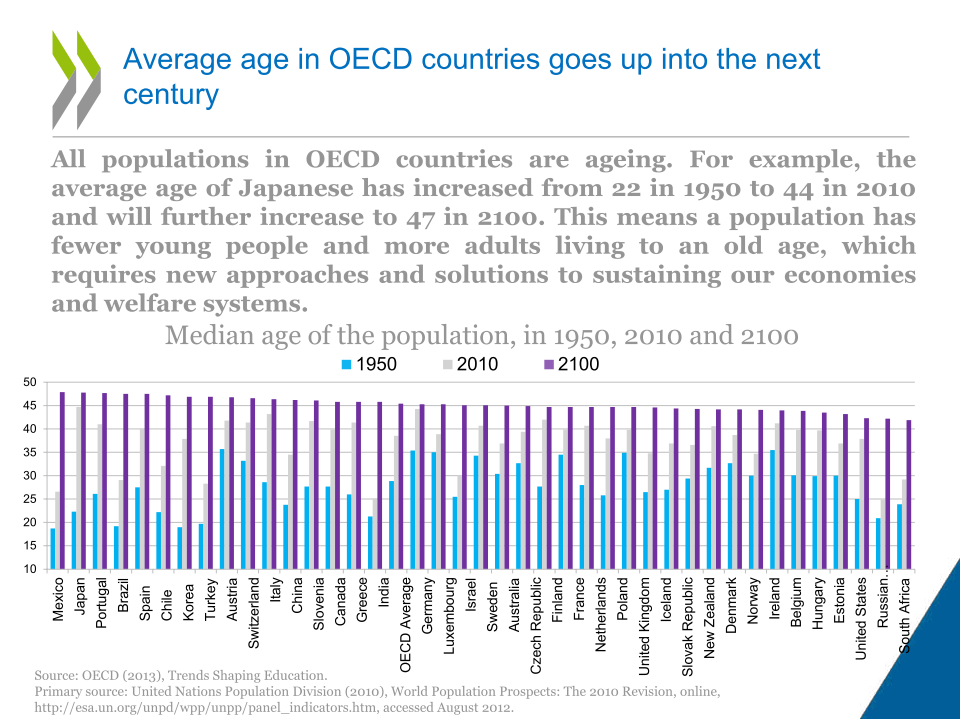 Average age in OECD countries goes up into the next
century
All populations in OECD countries are ageing. For example, the
average age of Japanese has increased from 22 in 1950 to 44 in 2010
and will further increase to 47 in 2100. This means a population has
fewer young people and more adults living to an old age, which
requires new approaches and solutions to sustaining our economies
and welfare systems.
Median age of the population, in 1950, 2010 and 2100
1950 2010 2100
50
45
40
35
30
25
20
15
10
Mexico
Japan
Portugal
Brazil
Spain
Chile
Korea
Turkey
Austria
Switzerland
Italy
China
Slovenia
Canada
Greece
India
OECD Average
Germany
Luxembourg
Israel
Sweden
Australia
Czech Republic
Finland
France
Netherlands
Poland
United Kingdom
Iceland
Slovak Republic
New Zealand
Denmark
Norway
Ireland
Belgium
Hungary
Estonia
United States
Russian...
South Africa
Source: OECD (2013), Trends Shaping Education.
Primary source: United Nations Population Division (2010), World Population Prospects: The 2010 Revision, online,
http://esa.un.org/unpd/wpp/unpp/panel_indicators.htm, accessed August 2012.